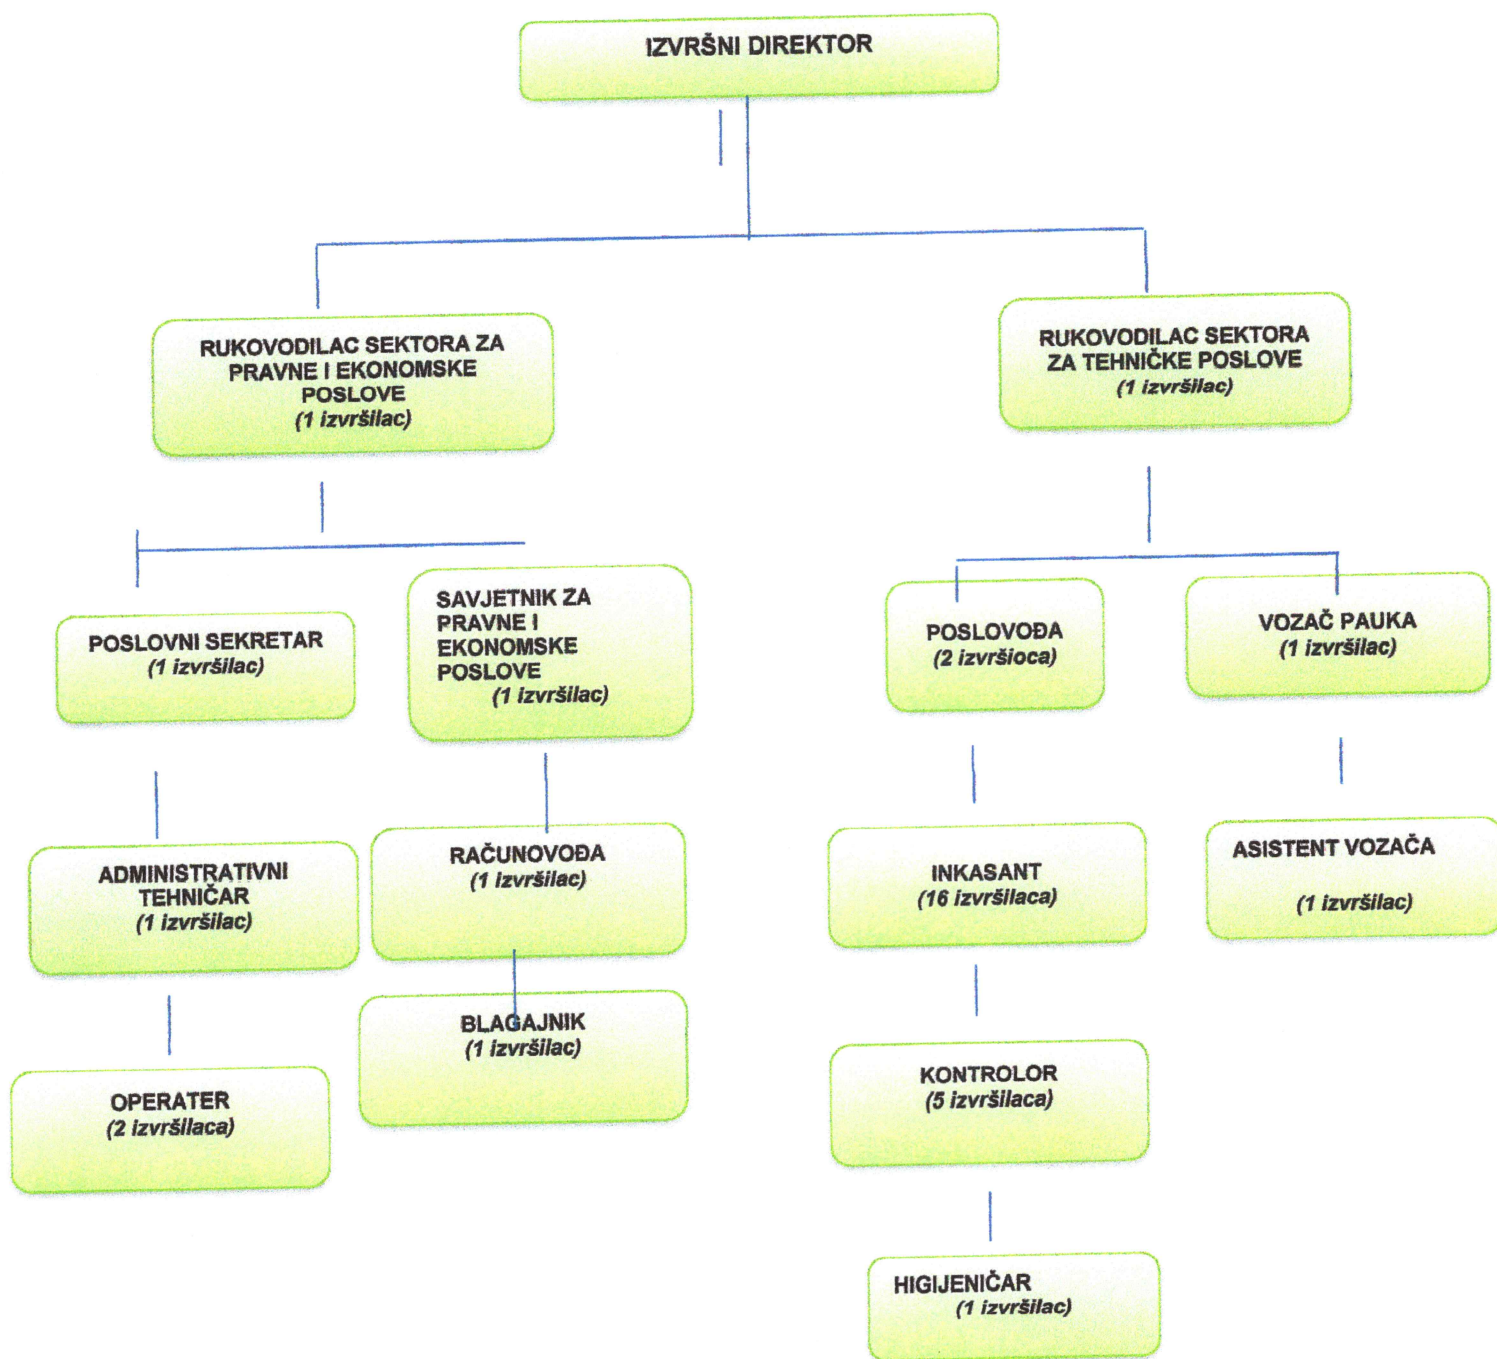 IZVRŠNI DIREKTOR
RUKOVODILAC SEKTORA ZA
PRAVNE I EKONOMSKE
POSLOVE
(1 izvršilac)
RUKOVODILAC SEKTORA
ZA TEHNIČKE POSLOVE
(1 izvršilac)
POSLOVNI SEKRETAR
(1 izvršilac)
SAVJETNIK ZA
PRAVNE I
EKONOMSKE
POSLOVE
(1 izvršilac)
POSLOVOĐA
(2 izvršioca)
VOZAČ PAUKA
(1 izvršilac)
ADMINISTRATIVNI
TEHNIČAR
(1 izvršilac)
RAČUNOVOĐA
(1 izvršilac)
INKASANT
(16 izvršilaca)
ASISTENT VOZAČA
(1 izvršilac)
OPERATER
(2 izvršilaca)
BLAGAJNIK
(1 izvršilac)
KONTROLOR
(5 izvršilaca)
HIGIJENIČAR
(1 izvršilac)